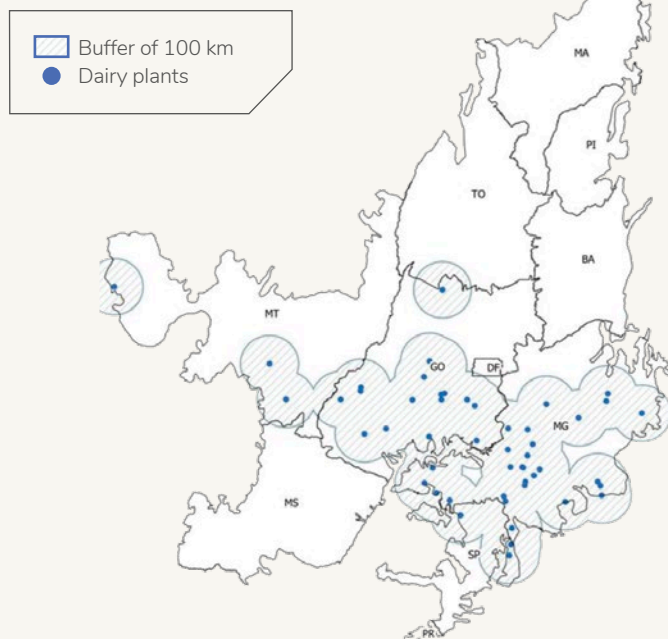 Buffer of 100 km
Dairy plants
MA
PI
TO
BA
MT
GO
DF
MG
MS
SP
PR